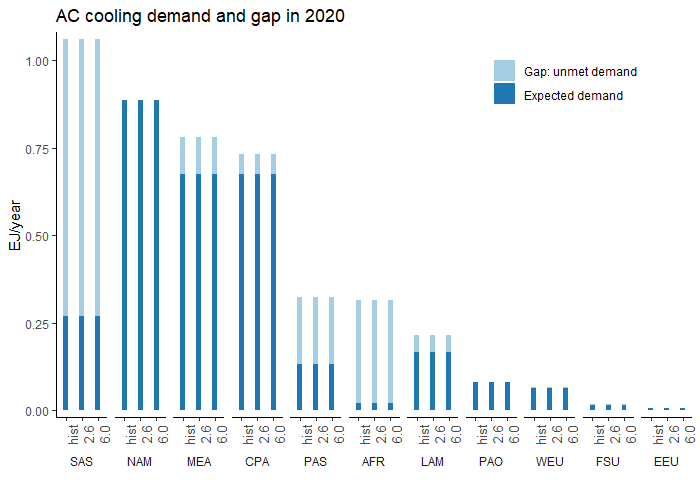 AC cooling demand and gap in 2020
Gap: unmet demand
Expected demand
EJ/year
1.00
0.75
0.50
0.25
0.00
hist 2.6 6.0 hist 2.6 6.0 hist 2.6 6.0 hist 2.6 6.0 hist 2.6 6.0 hist 2.6 6.0 hist 2.6 6.0 hist 2.6 6.0 hist 2.6 6.0 hist 2.6 6.0 hist 2.6 6.0
SAS NAM MEA CPA PAS AFR LAM PAO WEU FSU EEU